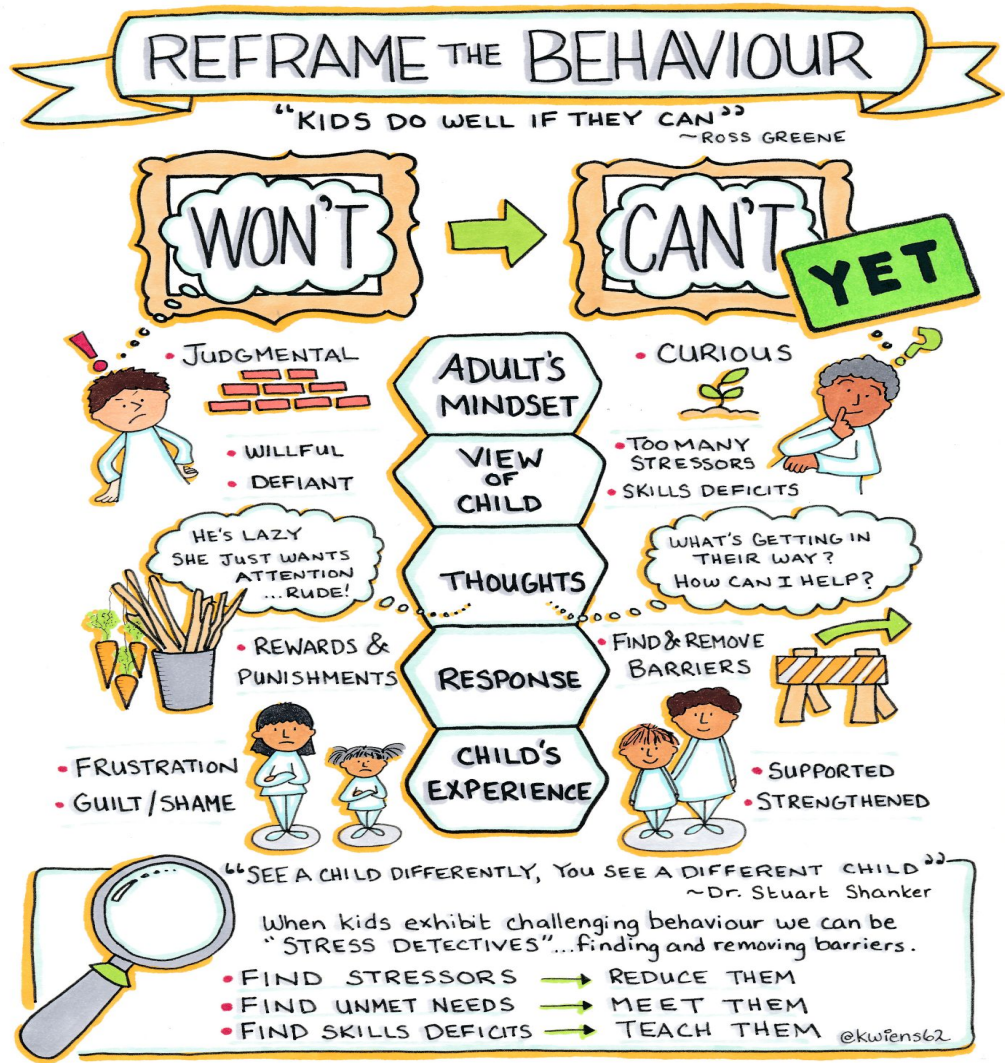 REFRAME THE BEHAVIOUR
"KIDS DO WELL IF THEY CAN"
~ROSS GREENE
WON'T
CAN'T
YET
• JUDGMENTAL
ADULT'S
MINDSET
• CURIOUS
• WILLFUL
• DEFIANT
VIEW
OF
CHILD
• TOO MANY
STRESSORS
• SKILLS DEFICITS
HE'S LAZY
SHE JUST WANTS
ATTENTION
...RUDE!
THOUGHTS
WHAT'S GETTING IN
THEIR WAY?
HOW CAN I HELP?
• REWARDS &
PUNISHMENTS
RESPONSE
• FIND & REMOVE
BARRIERS
• FRUSTRATION
• GUILT/SHAME
CHILD'S
EXPERIENCE
• SUPPORTED
• STRENGTHENED
"SEE A CHILD DIFFERENTLY, YOU SEE A DIFFERENT CHILD"
~Dr. Stuart Shanker
When kids exhibit challenging behaviour we can be
"STRESS DETECTIVES"...finding and removing barriers.
• FIND STRESSORS → REDUCE THEM
• FIND UNMET NEEDS → MEET THEM
• FIND SKILLS DEFICITS → TEACH THEM
@kwiens62